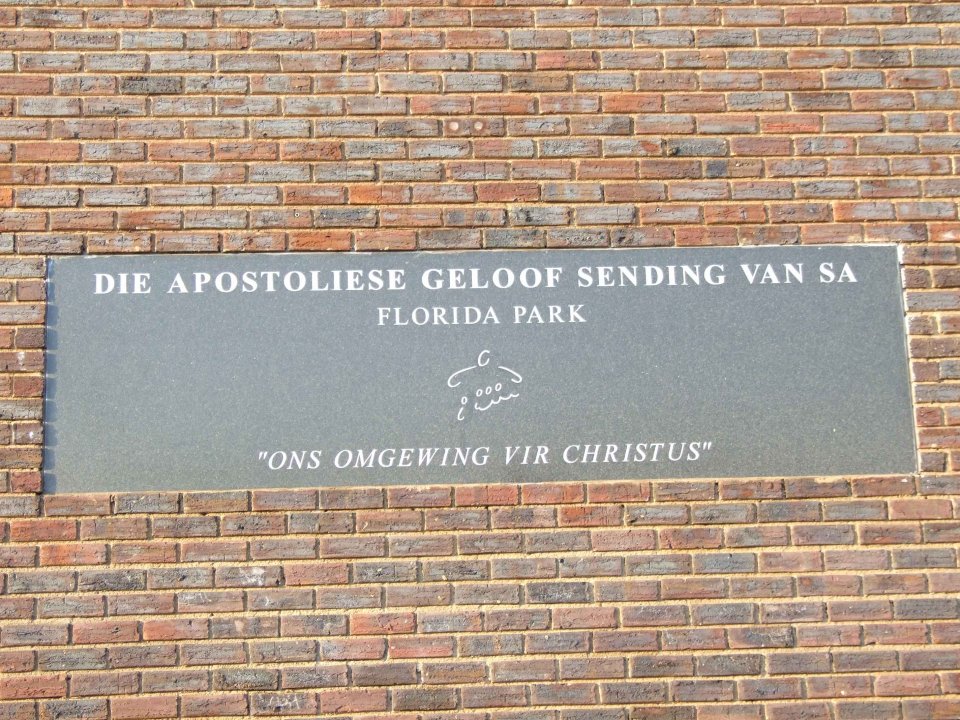 DIE APOSTOLIESE GELOOF SENDING VAN SA
FLORIDA PARK
"ONS OMGEWING VIR CHRISTUS"